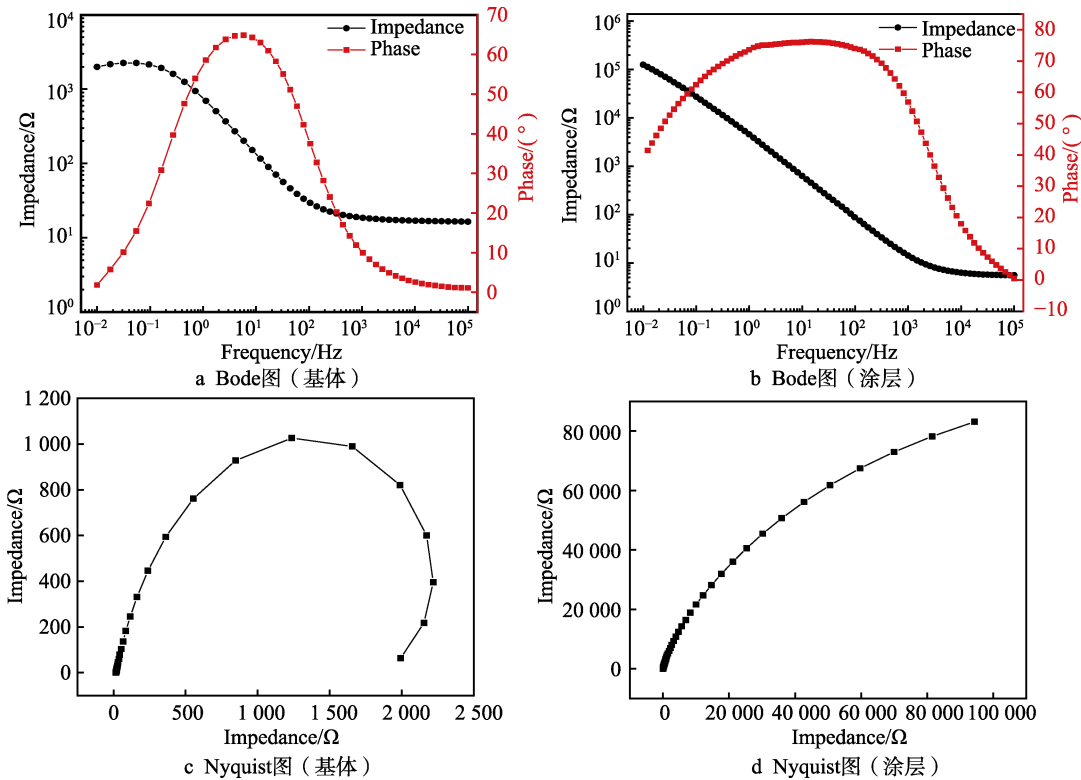 10⁴
10³
10²
10¹
10⁰
Impedance/Ω
Impedance
Phase
70
60
50
40
30
20
10
0
Phase/(°)
10⁻² 10⁻¹ 10⁰ 10¹ 10² 10³ 10⁴ 10⁵
Frequency/Hz
a Bode图（基体）
10⁶
10⁵
10⁴
10³
10²
10¹
10⁰
Impedance/Ω
Impedance
Phase
80
70
60
50
40
30
20
10
0
−10
Phase/(°)
10⁻² 10⁻¹ 10⁰ 10¹ 10² 10³ 10⁴ 10⁵
Frequency/Hz
b Bode图（涂层）
1 200
1 000
800
600
400
200
0
Impedance/Ω
0 500 1 000 1 500 2 000 2 500
Impedance/Ω
c Nyquist图（基体）
80 000
60 000
40 000
20 000
0
Impedance/Ω
0 20 000 40 000 60 000 80 000 100 000
Impedance/Ω
d Nyquist图（涂层）